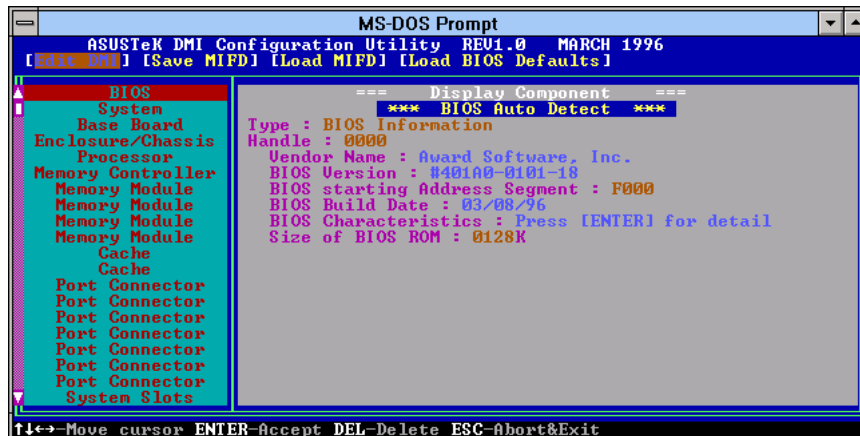 MS-DOS Prompt
ASUSTeK DMI Configuration Utility REV1.0 MARCH 1996
[Edit DMI] [Save MIFD] [Load MIFD] [Load BIOS Defaults]
BIOS
System
Base Board
Enclosure/Chassis
Processor
Memory Controller
Memory Module
Memory Module
Memory Module
Memory Module
Cache
Cache
Port Connector
Port Connector
Port Connector
Port Connector
Port Connector
Port Connector
Port Connector
System Slots
=== Display Component ===
*** BIOS Auto Detect ***
Type : BIOS Information
Handle : 0000
Vendor Name : Award Software, Inc.
BIOS Version : #401A0-0101-18
BIOS starting Address Segment : F000
BIOS Build Date : 03/08/96
BIOS Characteristics : Press [ENTER] for detail
Size of BIOS ROM : 0128K
↑↓←→-Move cursor ENTER-Accept DEL-Delete ESC-Abort&Exit